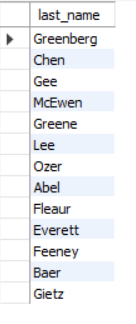 last_name
Greenberg
Chen
Gee
McEwen
Greene
Lee
Ozer
Abel
Fleaur
Everett
Feeney
Baer
Gietz